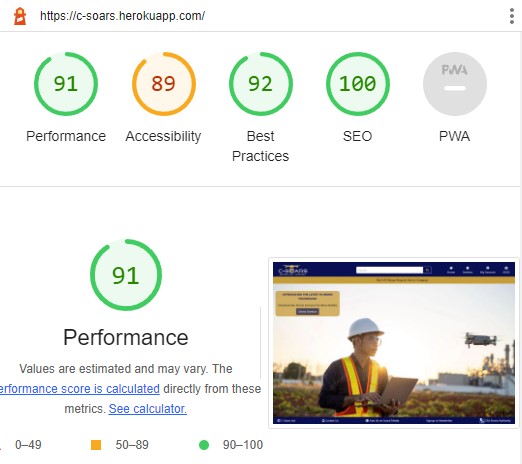 https://c-soars.herokuapp.com/
91
89
92
100
PWA
Performance
Accessibility
Best
Practices
SEO
PWA
91
Performance
Values are estimated and may vary. The
erformance score is calculated directly from these
metrics. See calculator.
0–49
50–89
90–100
C-SOARS